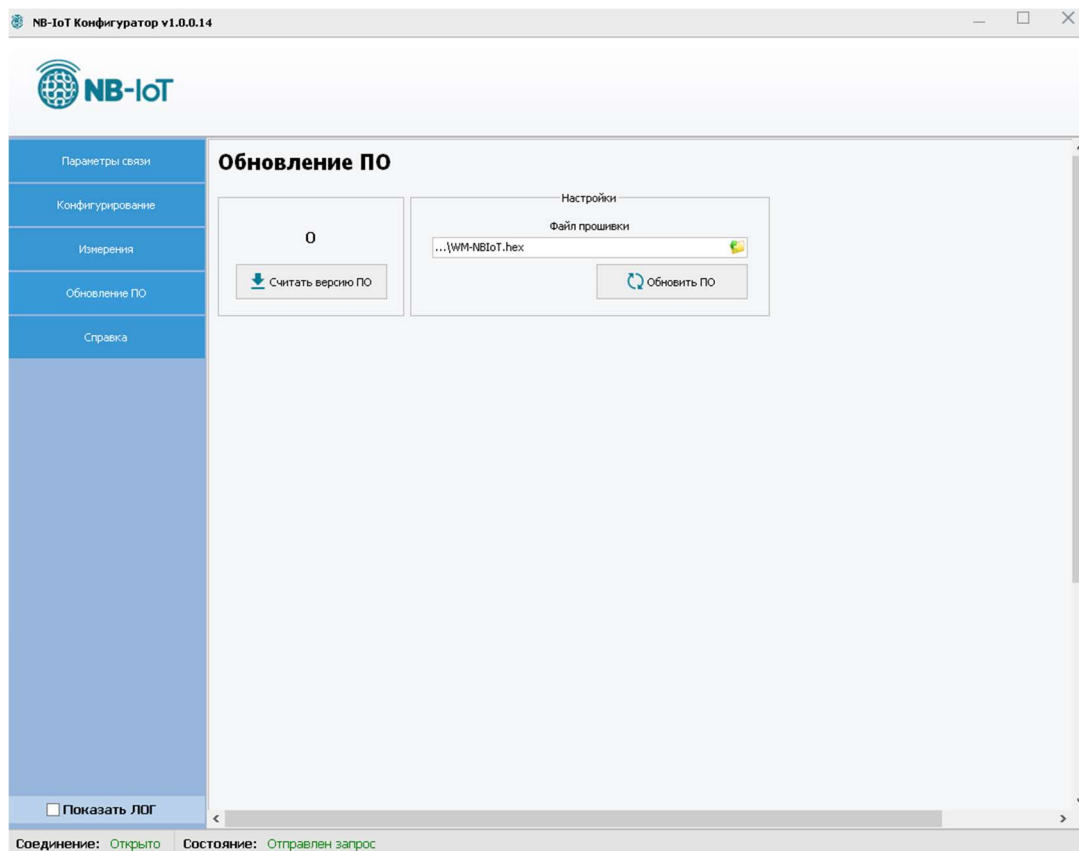 NB-IoT Конфигуратор v1.0.0.14
NB-IoT
Параметры связи
Конфигурирование
Измерения
Обновление ПО
Справка
Обновление ПО
0
Считать версию ПО
Настройки
Файл прошивки
...\WM-NBIoT.hex
Обновить ПО
Показать ЛОГ
Соединение: Открыто Состояние: Отправлен запрос